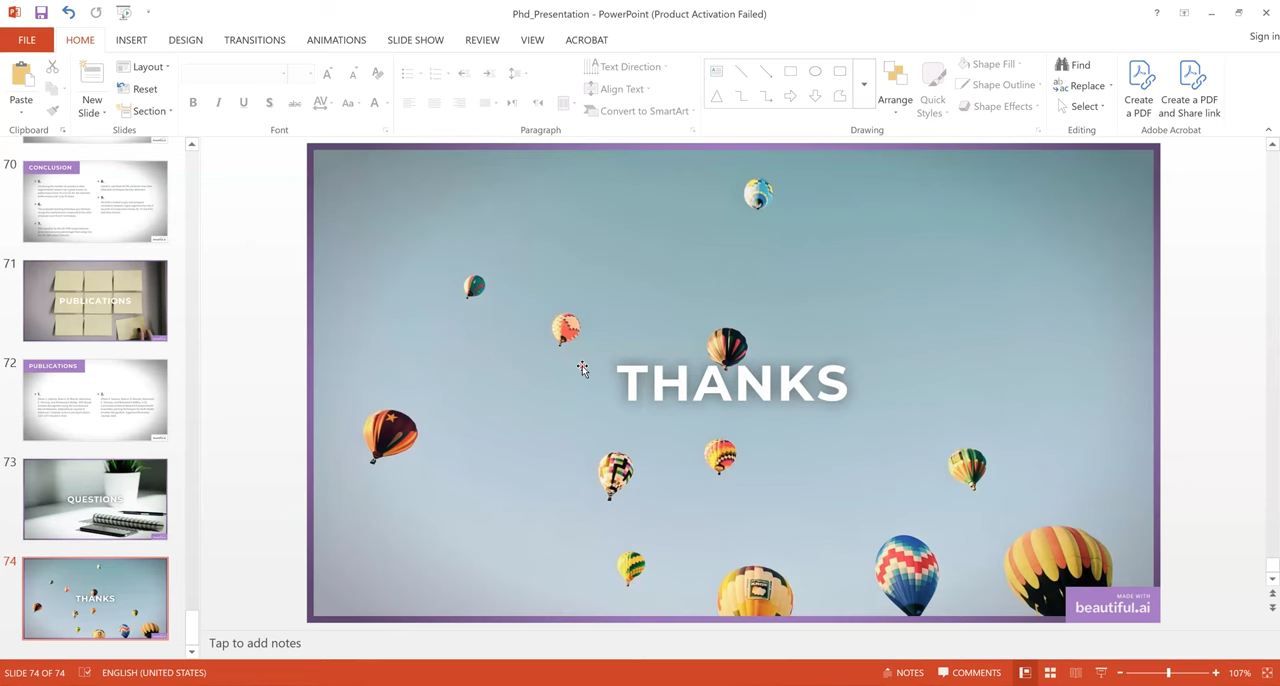 Phd_Presentation - PowerPoint (Product Activation Failed)
FILE HOME INSERT DESIGN TRANSITIONS ANIMATIONS SLIDE SHOW REVIEW VIEW ACROBAT
Sign in
Paste
New
Slide
Layout
Reset
Section
Text Direction
Align Text
Convert to SmartArt
Arrange
Quick
Styles
Shape Fill
Shape Outline
Shape Effects
Find
Replace
Select
Create
a PDF
Create a PDF
and Share link
Clipboard Slides Font Paragraph Drawing Editing Adobe Acrobat
70
CONCLUSION
71
PUBLICATIONS
72
PUBLICATIONS
73
QUESTIONS
74
THANKS
THANKS
MADE WITH
beautiful.ai
Tap to add notes
SLIDE 74 OF 74 ENGLISH (UNITED STATES) NOTES COMMENTS 107%